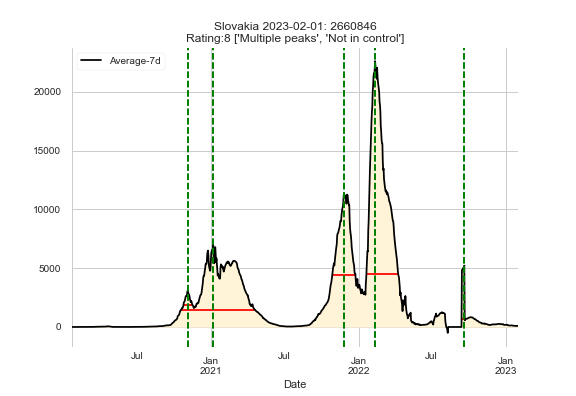 Slovakia 2023-02-01: 2660846
Rating:8 ['Multiple peaks', 'Not in control']
Average-7d
20000
15000
10000
5000
0
Jul
Jan
2021
Jul
Jan
2022
Jul
Jan
2023
Date